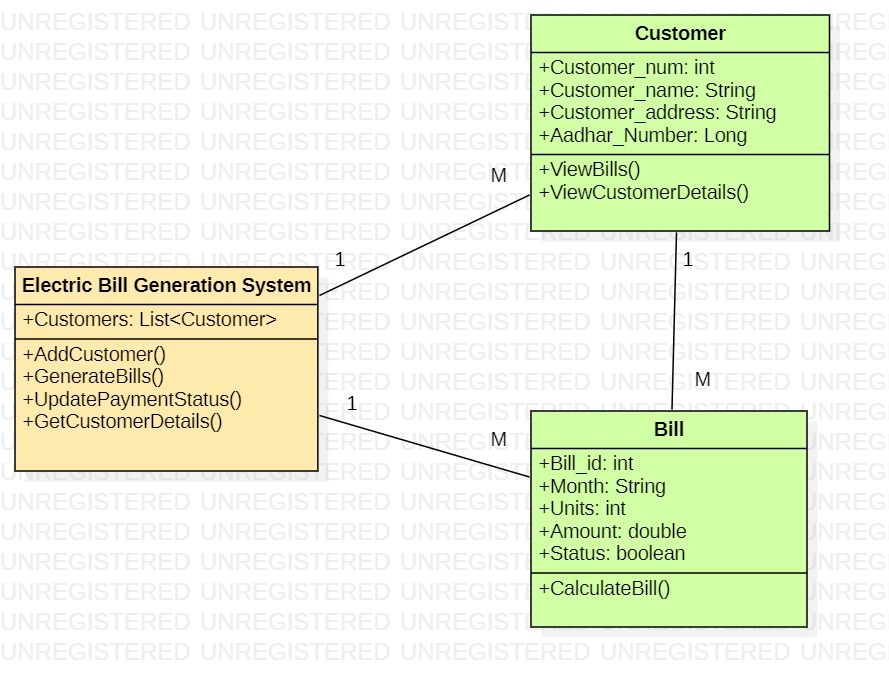 Customer
+Customer_num: int
+Customer_name: String
+Customer_address: String
+Aadhar_Number: Long
+ViewBills()
+ViewCustomerDetails()
M
1
Electric Bill Generation System
+Customers: List<Customer>
+AddCustomer()
+GenerateBills()
+UpdatePaymentStatus()
+GetCustomerDetails()
1
M
1
M
Bill
+Bill_id: int
+Month: String
+Units: int
+Amount: double
+Status: boolean
+CalculateBill()
UNREGISTERED